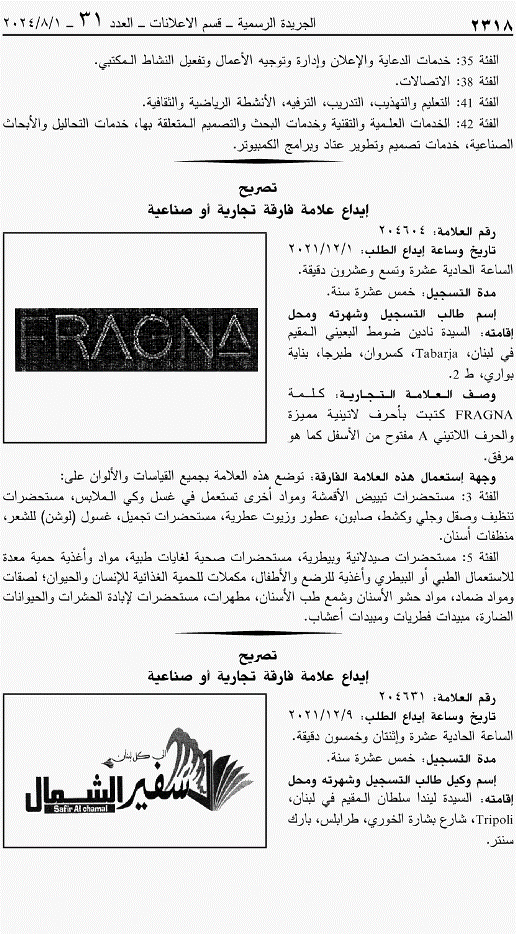 ٢٣١٨ الجريدة الرسمية ـ قسم الاعلانات ـ العدد ٣١ ـ ٢٠٢٤/٨/١
الفئة 35: خدمات الدعاية والإعلان وإدارة وتوجيه الأعمال وتفعيل النشاط المكتبي.
الفئة 38: الاتصالات.
الفئة 41: التعليم والتهذيب، التدريب، الترفيه، الأنشطة الرياضية والثقافية.
الفئة 42: الخدمات العلمية والتقنية وخدمات البحث والتصميم المتعلقة بها، خدمات التحاليل والأبحاث
الصناعية، خدمات تصميم وتطوير عتاد وبرامج الكمبيوتر.
تصريح
إيداع علامة فارقة تجارية أو صناعية
رقم العلامة: ٢٠٤٦٠٤
تاريخ وساعة إيداع الطلب: ٢٠٢١/١٢/١
الساعة الحادية عشرة وتسع وعشرون دقيقة.
مدة التسجيل: خمس عشرة سنة.
إسم طالب التسجيل وشهرته ومحل
إقامته: السيدة نادين ضومط البعيني المقيم
في لبنان، Tabarja، كسروان، طبرجا، بناية
بواري، ط 2.
وصف العلامة التجارية: كلمة
FRAGNA كتبت بأحرف لاتينية مميزة
والحرف اللاتيني A مفتوح من الأسفل كما هو
مرفق.
FRAGNA
وجهة إستعمال هذه العلامة الفارقة: توضع هذه العلامة بجميع القياسات والألوان على:
الفئة 3: مستحضرات تبييض الأقمشة ومواد أخرى تستعمل في غسل وكي الملابس، مستحضرات
تنظيف وصقل وجلي وكشط، صابون، عطور وزيوت عطرية، مستحضرات تجميل، غسول (لوشن) للشعر،
منظفات أسنان.
الفئة 5: مستحضرات صيدلانية وبيطرية، مستحضرات صحية لغايات طبية، مواد وأغذية حمية معدة
للاستعمال الطبي أو البيطري وأغذية للرضع والأطفال، مكملات للحمية الغذائية للإنسان والحيوان؛ لصقات
ومواد ضماد، مواد حشو الأسنان وشمع طب الأسنان، مطهرات، مستحضرات لإبادة الحشرات والحيوانات
الضارة، مبيدات فطريات ومبيدات أعشاب.
تصريح
إيداع علامة فارقة تجارية أو صناعية
رقم العلامة: ٢٠٤٦٣١
تاريخ وساعة إيداع الطلب: ٢٠٢١/١٢/٩
الساعة الحادية عشرة وإثنتان وخمسون دقيقة.
مدة التسجيل: خمس عشرة سنة.
إسم وكيل طالب التسجيل وشهرته ومحل
إقامته: السيدة ليندا سلطان المقيم في لبنان،
Tripoli، شارع بشارة الخوري، طرابلس، بارك
سنتر.
الى كل لبنان
سفير الشمال
Safir Al chamal